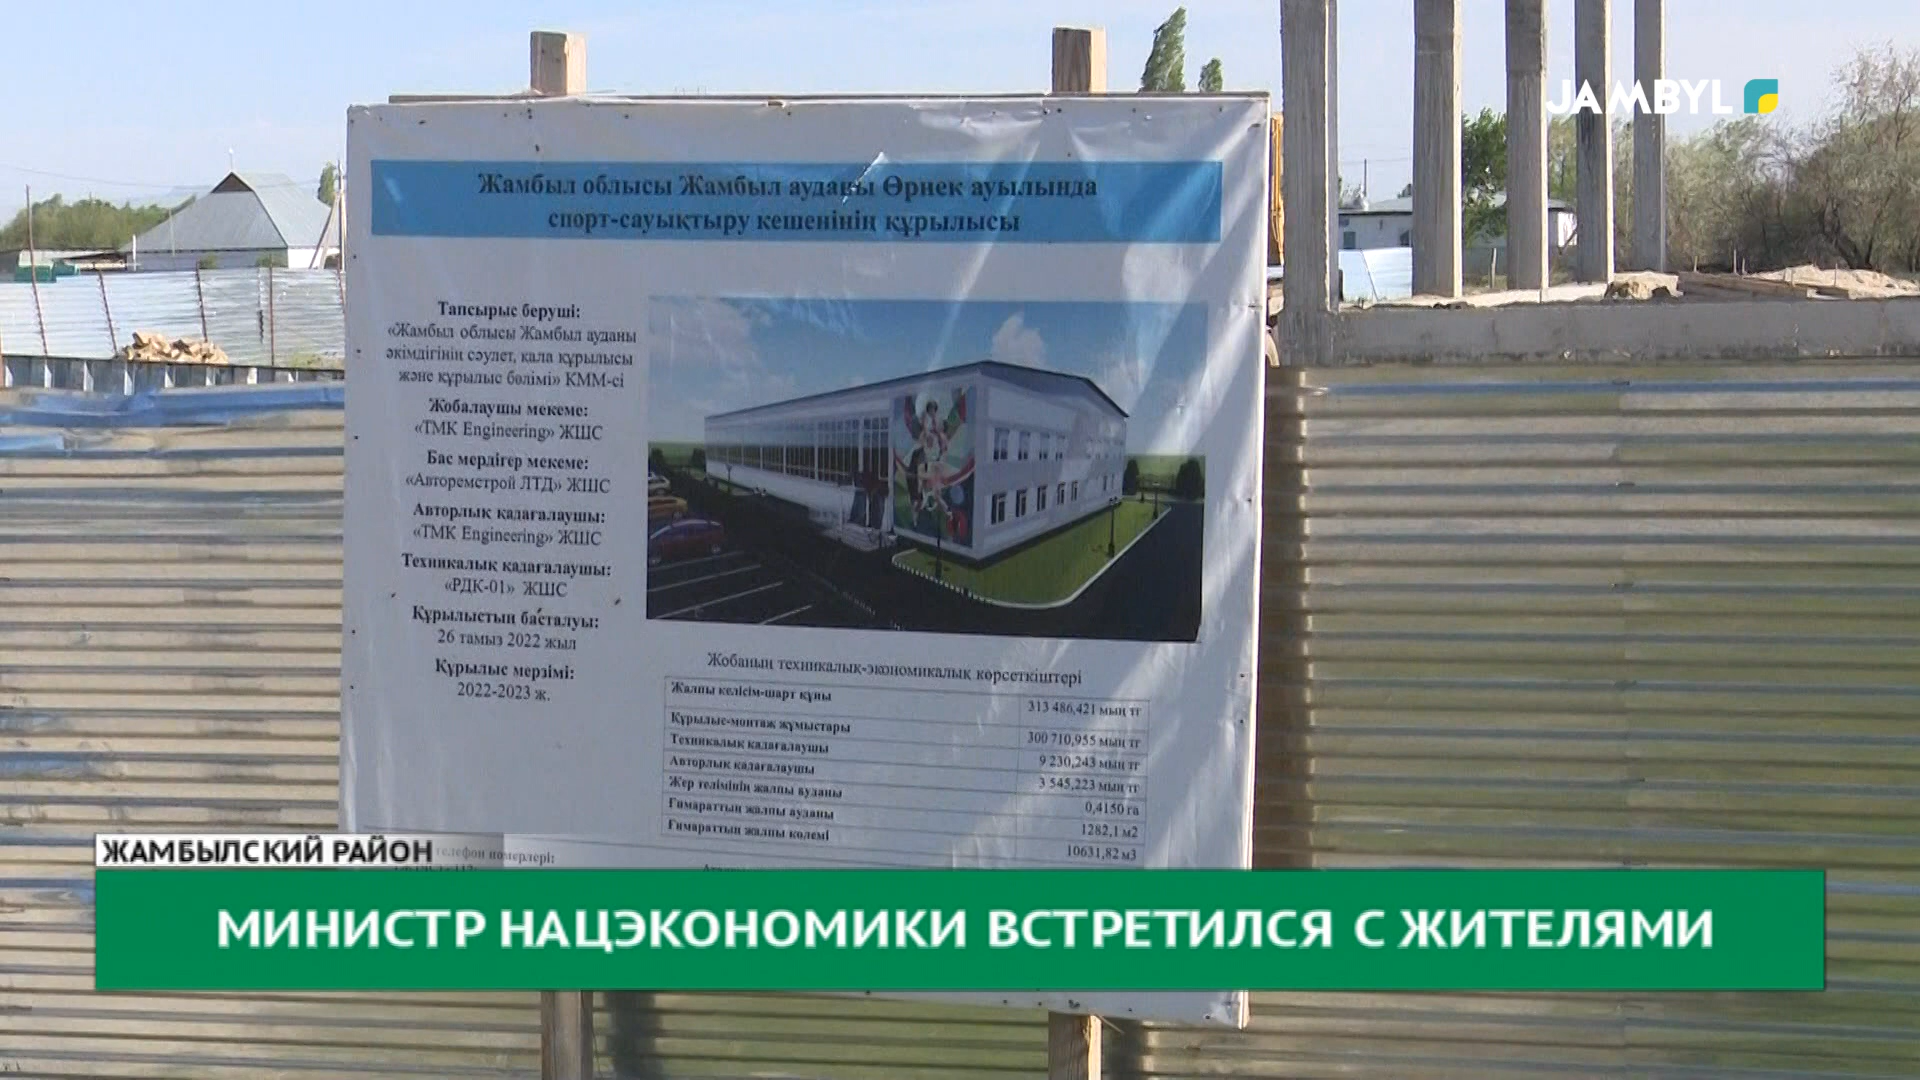 JAMBYL
Жамбыл облысы Жамбыл ауданы Өрнек ауылында
спорт-сауықтыру кешенінің құрылысы
Тапсырыс беруші:
«Жамбыл облысы Жамбыл ауданы
әкімдігінің сәулет, қала құрылысы
және құрылыс бөлімі» КММ-сі
Жобалаушы мекеме:
«ТМК Engineering» ЖШС
Бас мердігер мекеме:
«Авторемстрой ЛТД» ЖШС
Авторлық қадағалаушы:
«ТМК Engineering» ЖШС
Техникалық қадағалаушы:
«РДК-01» ЖШС
Құрылыстың басталуы:
26 тамыз 2022 жыл
Құрылыс мерзімі:
2022-2023 ж.
Жобаның техникалық-экономикалық көрсеткіштері
Жалпы келісім-шарт құны 313 486,421 мың тг
Құрылыс-монтаж жұмыстары 300 710,955 мың тг
Техникалық қадағалаушы 9 230,243 мың тг
Авторлық қадағалаушы 3 545,223 мың тг
Жер телімінің жалпы ауданы 0,4150 га
Ғимараттың жалпы ауданы 1282,1 м2
Ғимараттың жалпы көлемі 10631,82 м3
телефон номерлері:
ЖАМБЫЛСКИЙ РАЙОН
МИНИСТР НАЦЭКОНОМИКИ ВСТРЕТИЛСЯ С ЖИТЕЛЯМИ